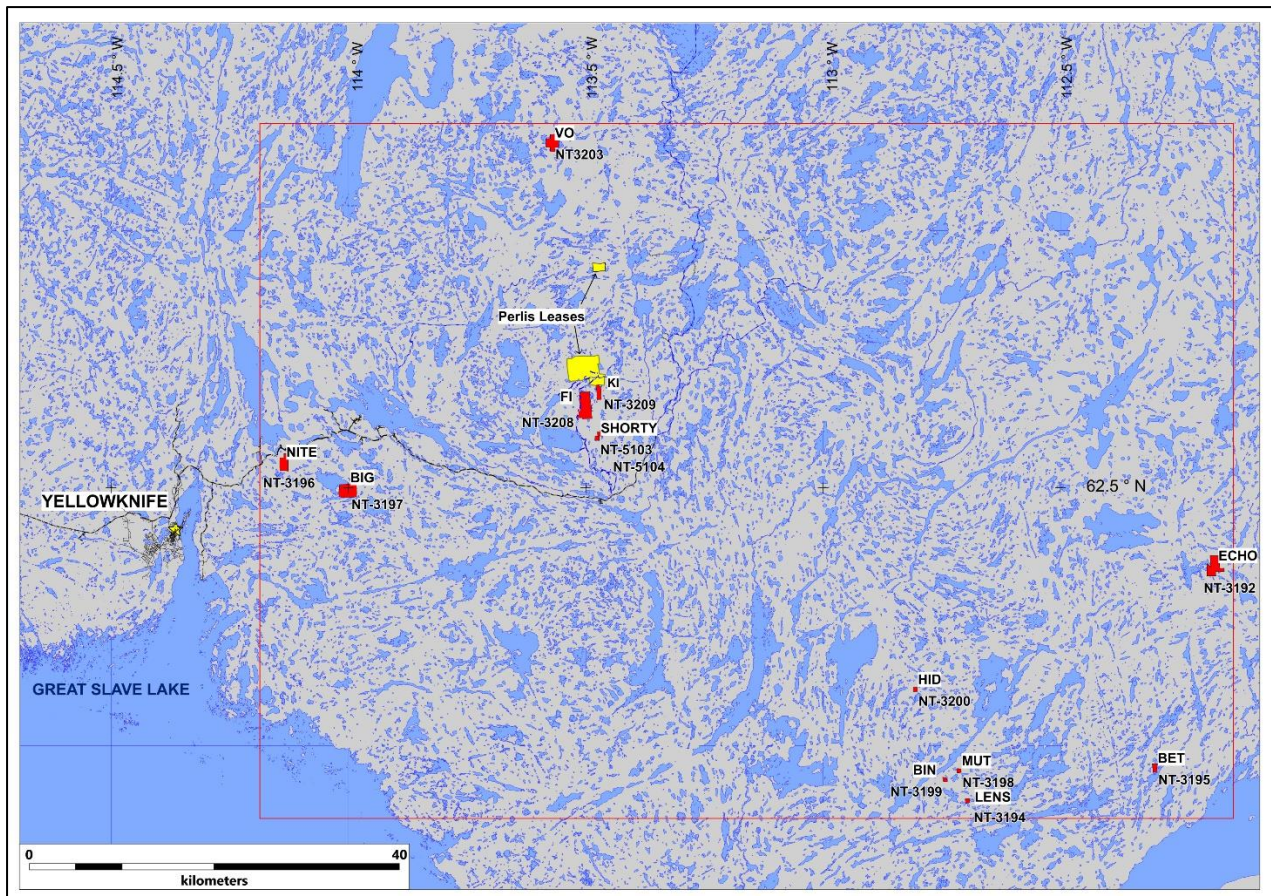 114.5 ° W
114 ° W
113.5 ° W
113 ° W
112.5 ° W
VO
NT3203
Perlis Leases
KI
FI
NT-3209
NT-3208
SHORTY
NT-5103
NT-5104
NITE
NT-3196
BIG
NT-3197
62.5 ° N
YELLOWKNIFE
ECHO
NT-3192
GREAT SLAVE LAKE
HID
NT-3200
MUT
BIN
NT-3198
NT-3199
BET
NT-3195
LENS
NT-3194
0
40
kilometers